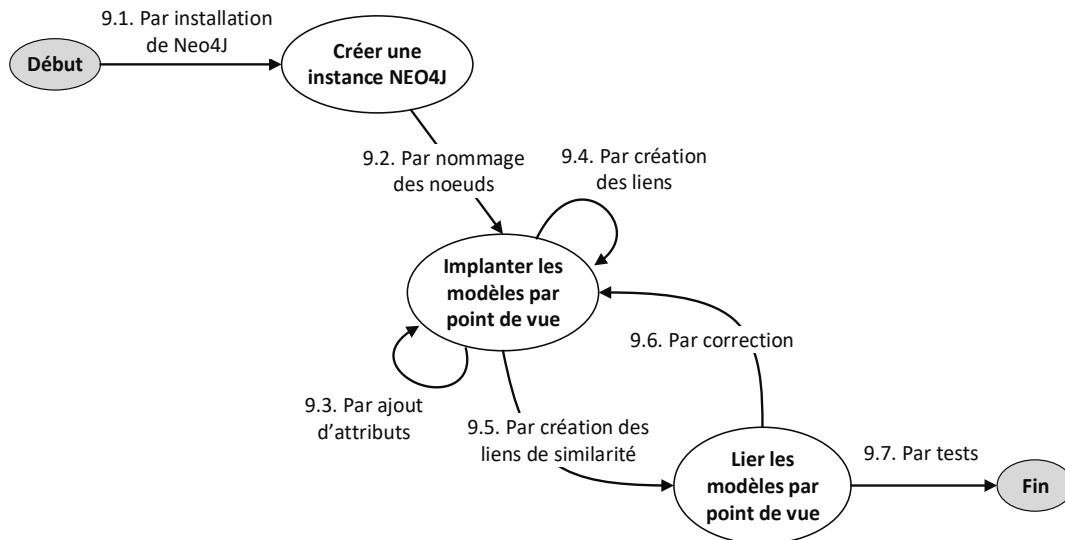 9.1. Par installation
de Neo4J
Début
Créer une
instance NEO4J
9.2. Par nommage
des noeuds
9.4. Par création
des liens
Implanter les
modèles par
point de vue
9.6. Par correction
9.3. Par ajout
d’attributs
9.5. Par création des
liens de similarité
Lier les
modèles par
point de vue
9.7. Par tests
Fin